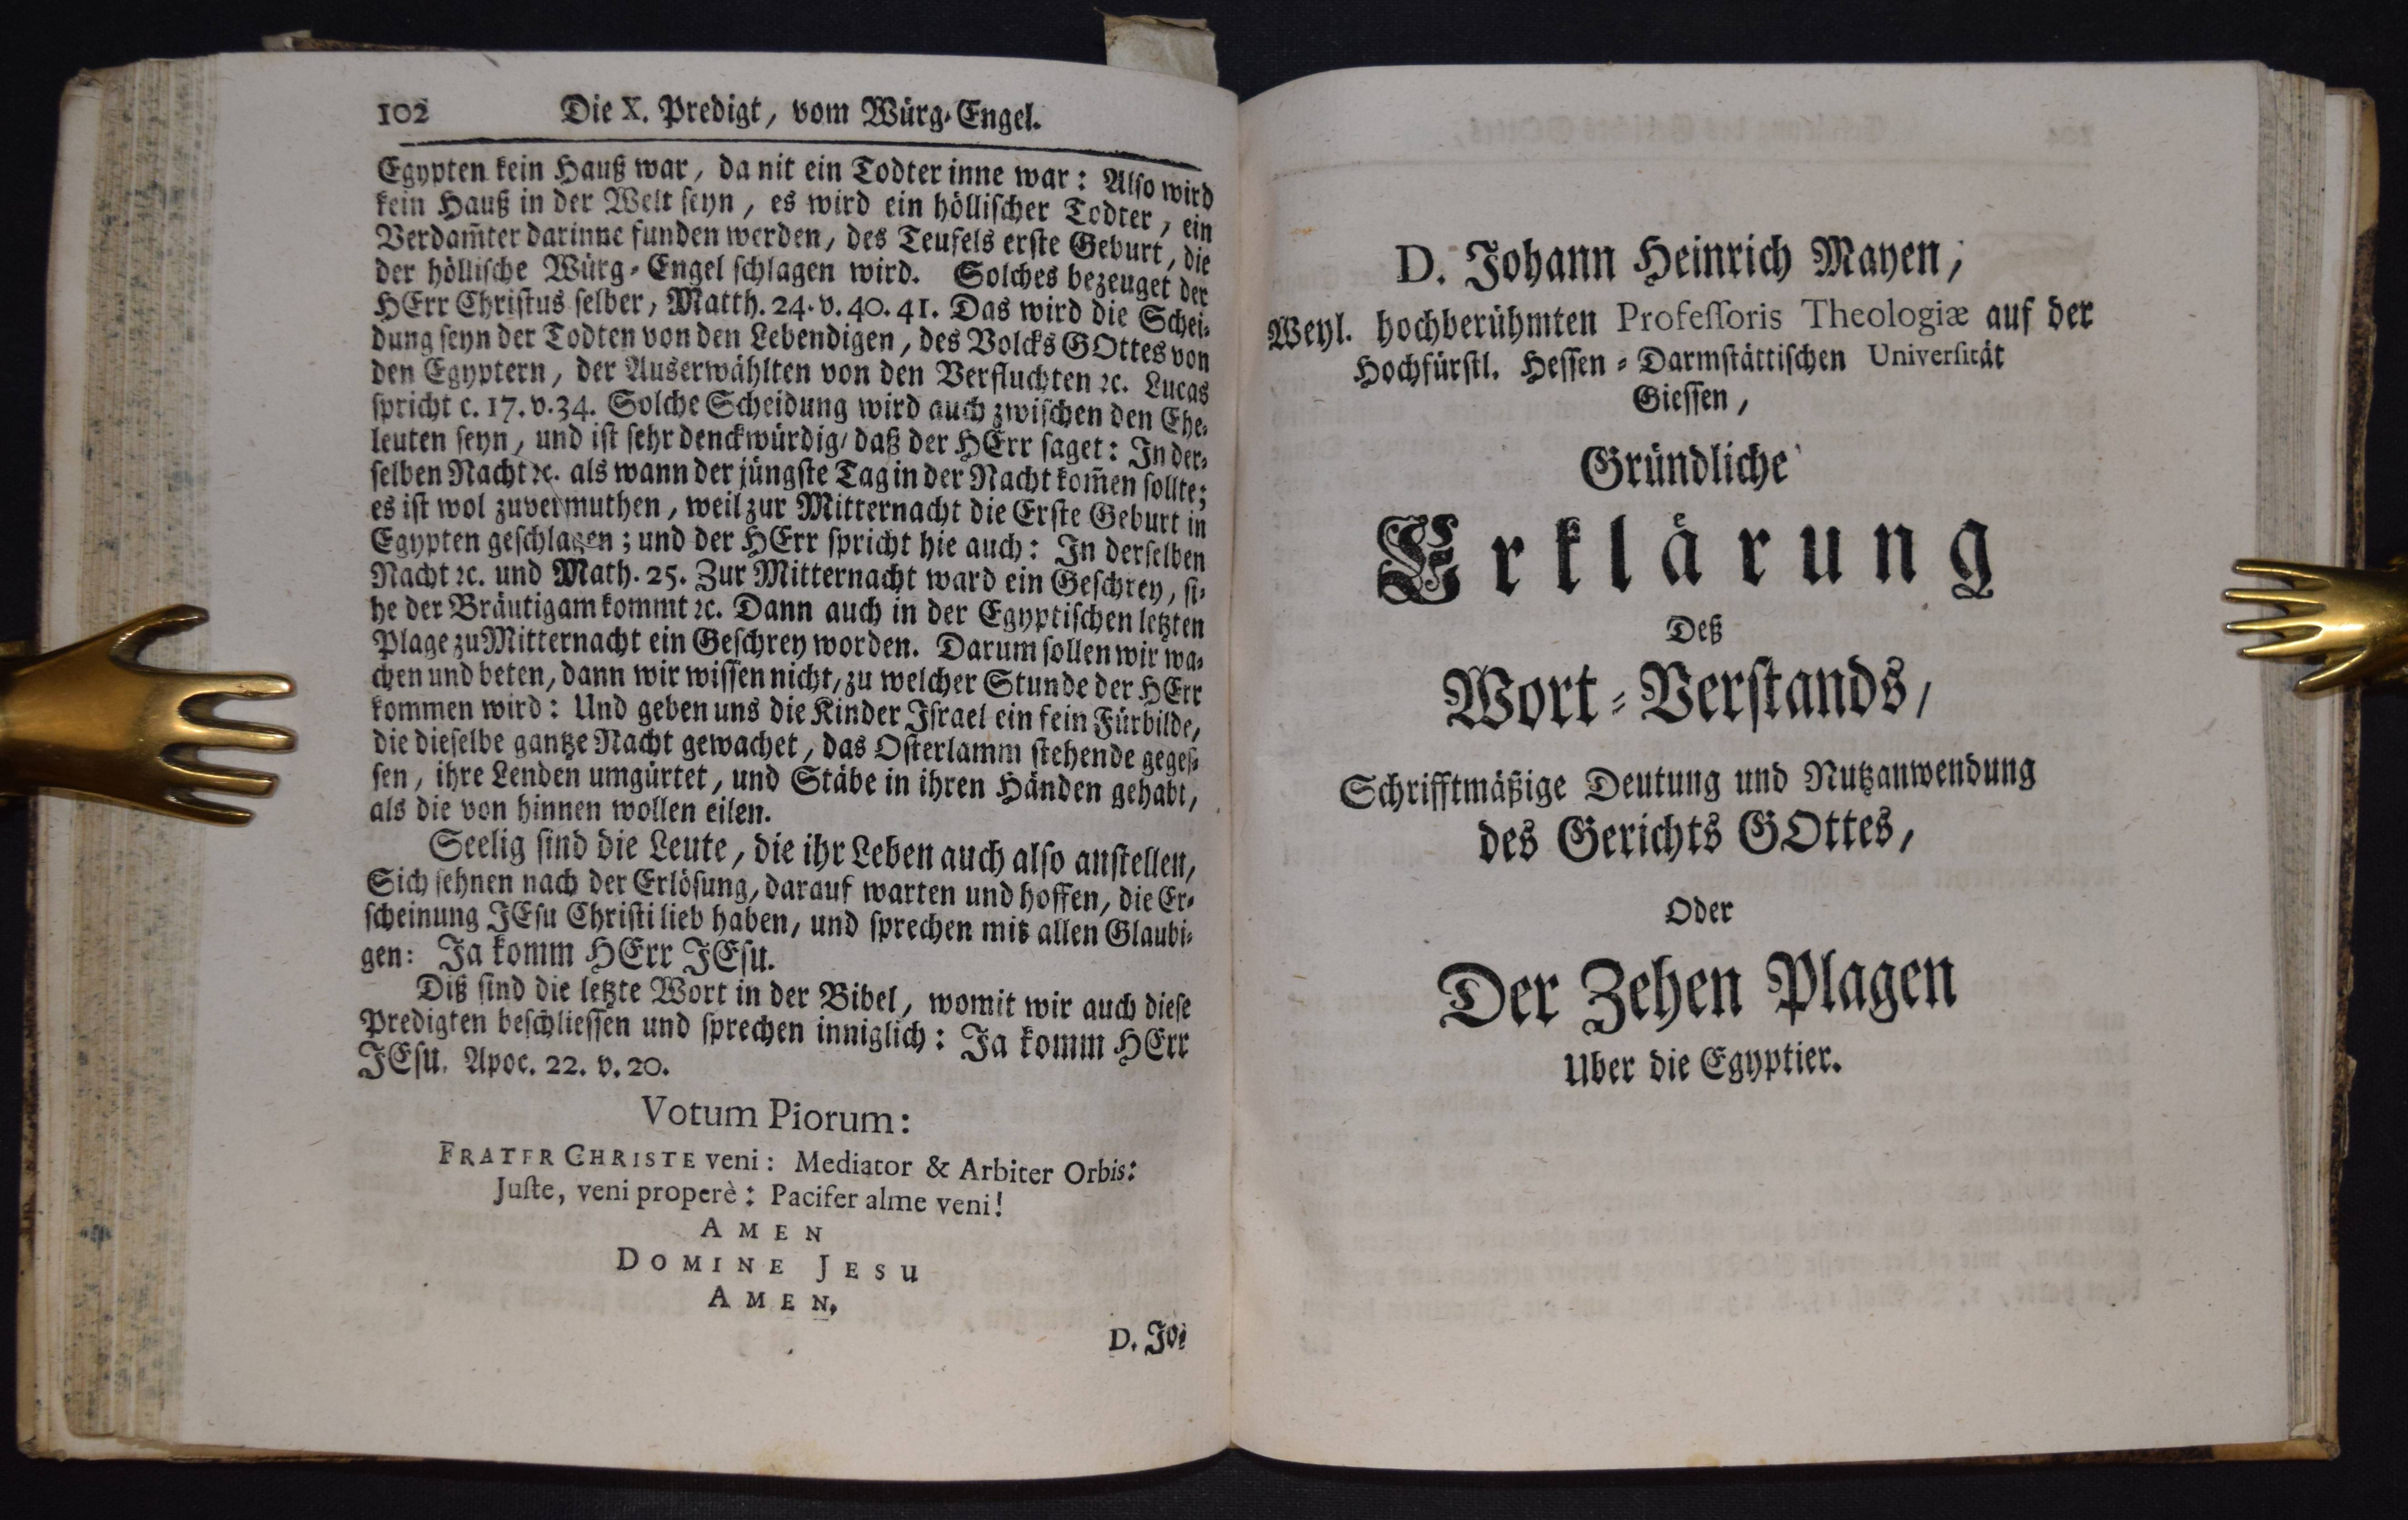 102 Die X. Predigt, vom Würg-Engel.
Egypten kein Hauß war, da nit ein Todter inne war: Also wird
kein Hauß in der Welt seyn, es wird ein höllischer Todter, ein
Verdam̃ter darinne funden werden, des Teufels erste Geburt, die
der höllische Würg-Engel schlagen wird. Solches bezeuget der
HErr Christus selber, Matth. 24. v. 40. 41. Das wird die Schei-
dung seyn der Todten von den Lebendigen, des Volcks GOttes von
den Egyptern, der Auserwählten von den Verfluchten ꝛc. Lucas
spricht c. 17. v. 34. Solche Scheidung wird auch zwischen den Ehe-
leuten seyn, und ist sehr denckwürdig/ daß der HErr saget: In der-
selben Nacht ꝛc. als wann der jüngste Tag in der Nacht kom̃en sollte;
es ist wol zuvermuthen, weil zur Mitternacht die Erste Geburt in
Egypten geschlagen; und der HErr spricht hie auch: In derselben
Nacht ꝛc. und Math. 25. Zur Mitternacht ward ein Geschrey, si-
he der Bräutigam kommt ꝛc. Dann auch in der Egyptischen letzten
Plage zu Mitternacht ein Geschrey worden. Darum sollen wir wa-
chen und beten, dann wir wissen nicht, zu welcher Stunde der HErr
kommen wird: Und geben uns die Kinder Israel ein fein Fürbilde,
die dieselbe gantze Nacht gewachet, das Osterlamm stehende geges-
sen, ihre Lenden umgürtet, und Stäbe in ihren Händen gehabt,
als die von hinnen wollen eilen.
Seelig sind die Leute, die ihr Leben auch also anstellen,
Sich sehnen nach der Erlösung, darauf warten und hoffen, die Er-
scheinung JEsu Christi lieb haben, und sprechen mit allen Glaubi-
gen: Ja komm HErr JEsu.
Diß sind die letzte Wort in der Bibel, womit wir auch diese
Predigten beschliessen und sprechen inniglich: Ja komm HErr
JEsu. Apoc. 22. v. 20.
Votum Piorum:
FRATER CHRISTE veni: Mediator & Arbiter Orbis:
Juste, veni properè: Pacifer alme veni!
AMEN
DOMINE JESU
AMEN.
D. Jo-
D. Johann Heinrich Mayen,
Weyl. hochberühmten Professoris Theologiæ auf der
Hochfürstl. Hessen-Darmstättischen Universität
Giessen,
Gründliche
Erklärung
Deß
Wort-Verstands,
Schrifftmäßige Deutung und Nutzanwendung
des Gerichts GOttes,
Oder
Der Zehen Plagen
Uber die Egyptier.